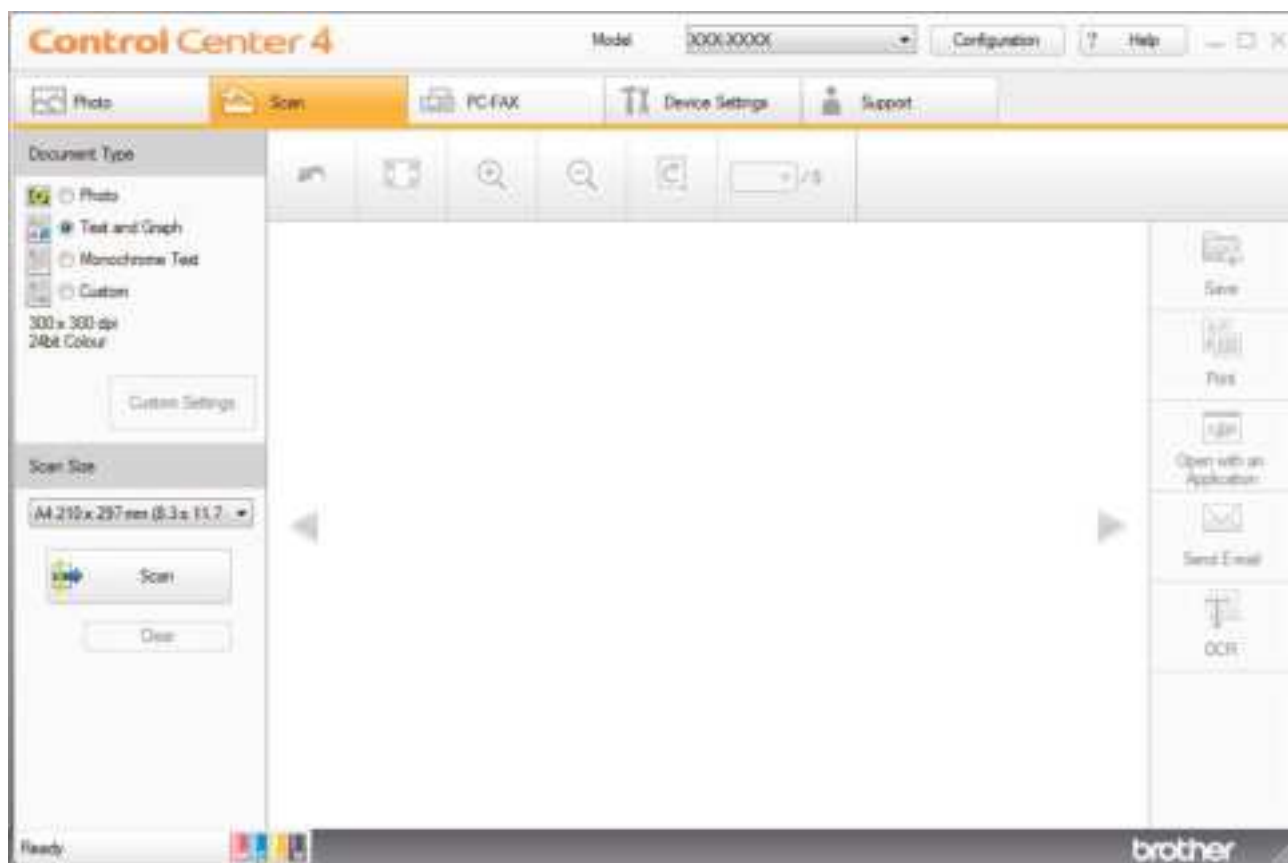 Control Center 4
Model XXX-XXXXX Configuration ? Help
Photo Scan PC-FAX Device Settings Support
Document Type
Photo
Text and Graph
Monochrome Text
Custom
300 x 300 dpi
24bit Colour
Custom Settings
Scan Size
A4 210 x 297 mm (8.3 x 11.7
Scan
Clear
Save
Print
Open with an
Application
Send E-mail
OCR
Ready
brother